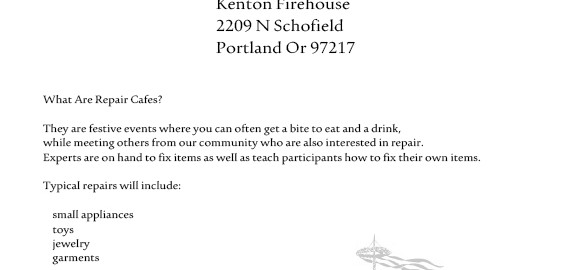 Kenton Firehouse
2209 N Schofield
Portland Or 97217
What Are Repair Cafes?
They are festive events where you can often get a bite to eat and a drink,
while meeting others from our community who are also interested in repair.
Experts are on hand to fix items as well as teach participants how to fix their own items.
Typical repairs will include:
small appliances
toys
jewelry
garments